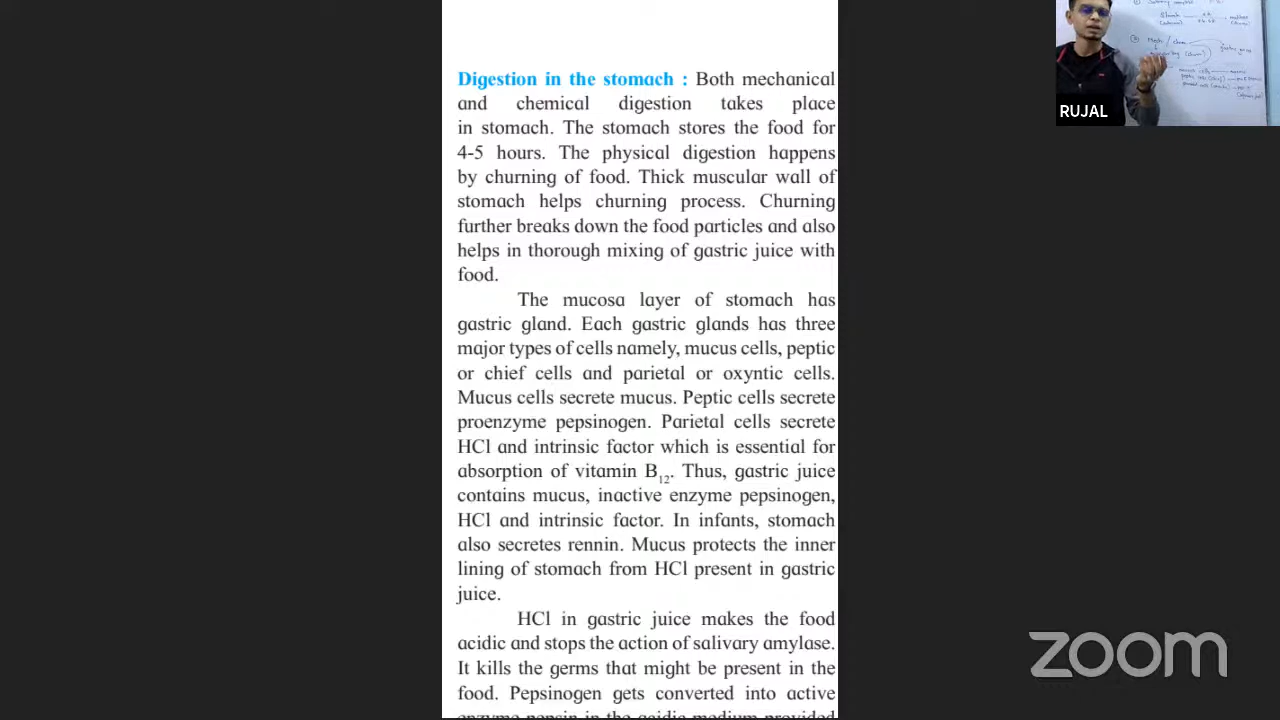 Digestion in the stomach : Both mechanical
and chemical digestion takes place
in stomach. The stomach stores the food for
4-5 hours. The physical digestion happens
by churning of food. Thick muscular wall of
stomach helps churning process. Churning
further breaks down the food particles and also
helps in thorough mixing of gastric juice with
food.
The mucosa layer of stomach has
gastric gland. Each gastric glands has three
major types of cells namely, mucus cells, peptic
or chief cells and parietal or oxyntic cells.
Mucus cells secrete mucus. Peptic cells secrete
proenzyme pepsinogen. Parietal cells secrete
HCl and intrinsic factor which is essential for
absorption of vitamin B12. Thus, gastric juice
contains mucus, inactive enzyme pepsinogen,
HCl and intrinsic factor. In infants, stomach
also secretes rennin. Mucus protects the inner
lining of stomach from HCl present in gastric
juice.
HCl in gastric juice makes the food
acidic and stops the action of salivary amylase.
It kills the germs that might be present in the
food. Pepsinogen gets converted into active
enzyme pepsin in the acidic medium provided
RUJAL
zoom